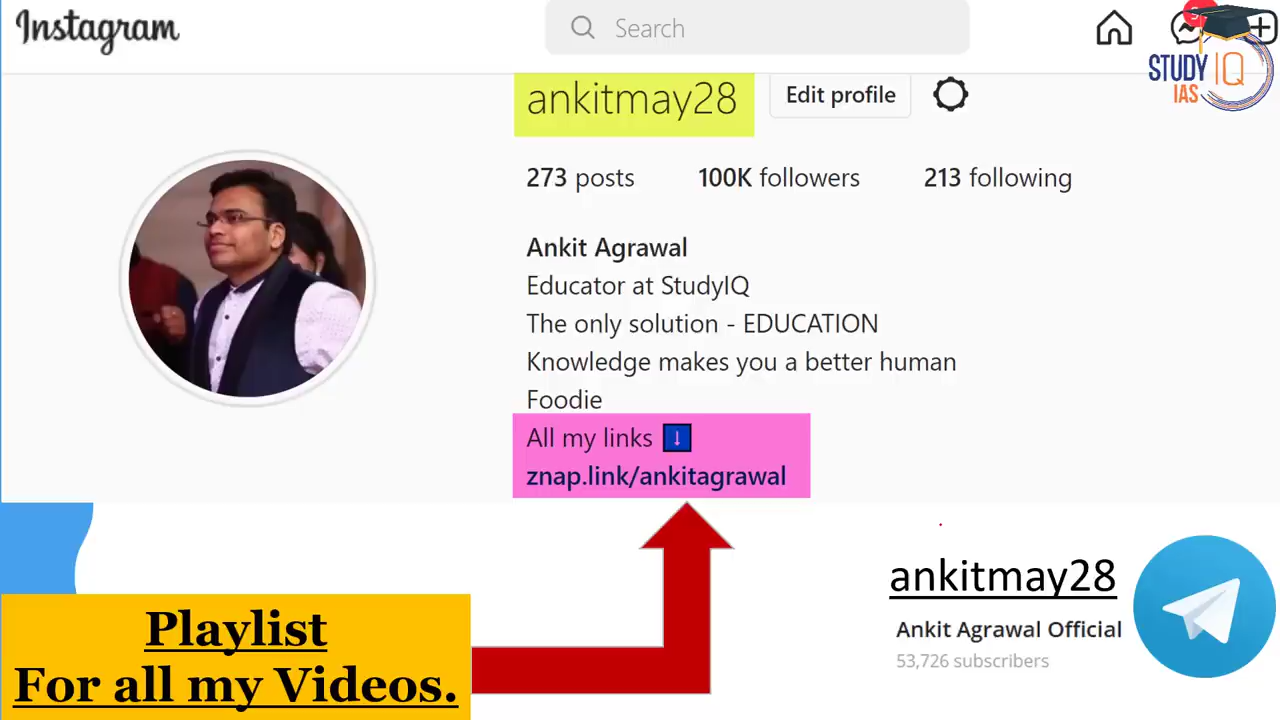 Instagram
Search
STUDY IQ
IAS
ankitmay28
Edit profile
273 posts 100K followers 213 following
Ankit Agrawal
Educator at StudyIQ
The only solution - EDUCATION
Knowledge makes you a better human
Foodie
All my links ↓
znap.link/ankitagrawal
ankitmay28
Ankit Agrawal Official
53,726 subscribers
Playlist
For all my Videos.